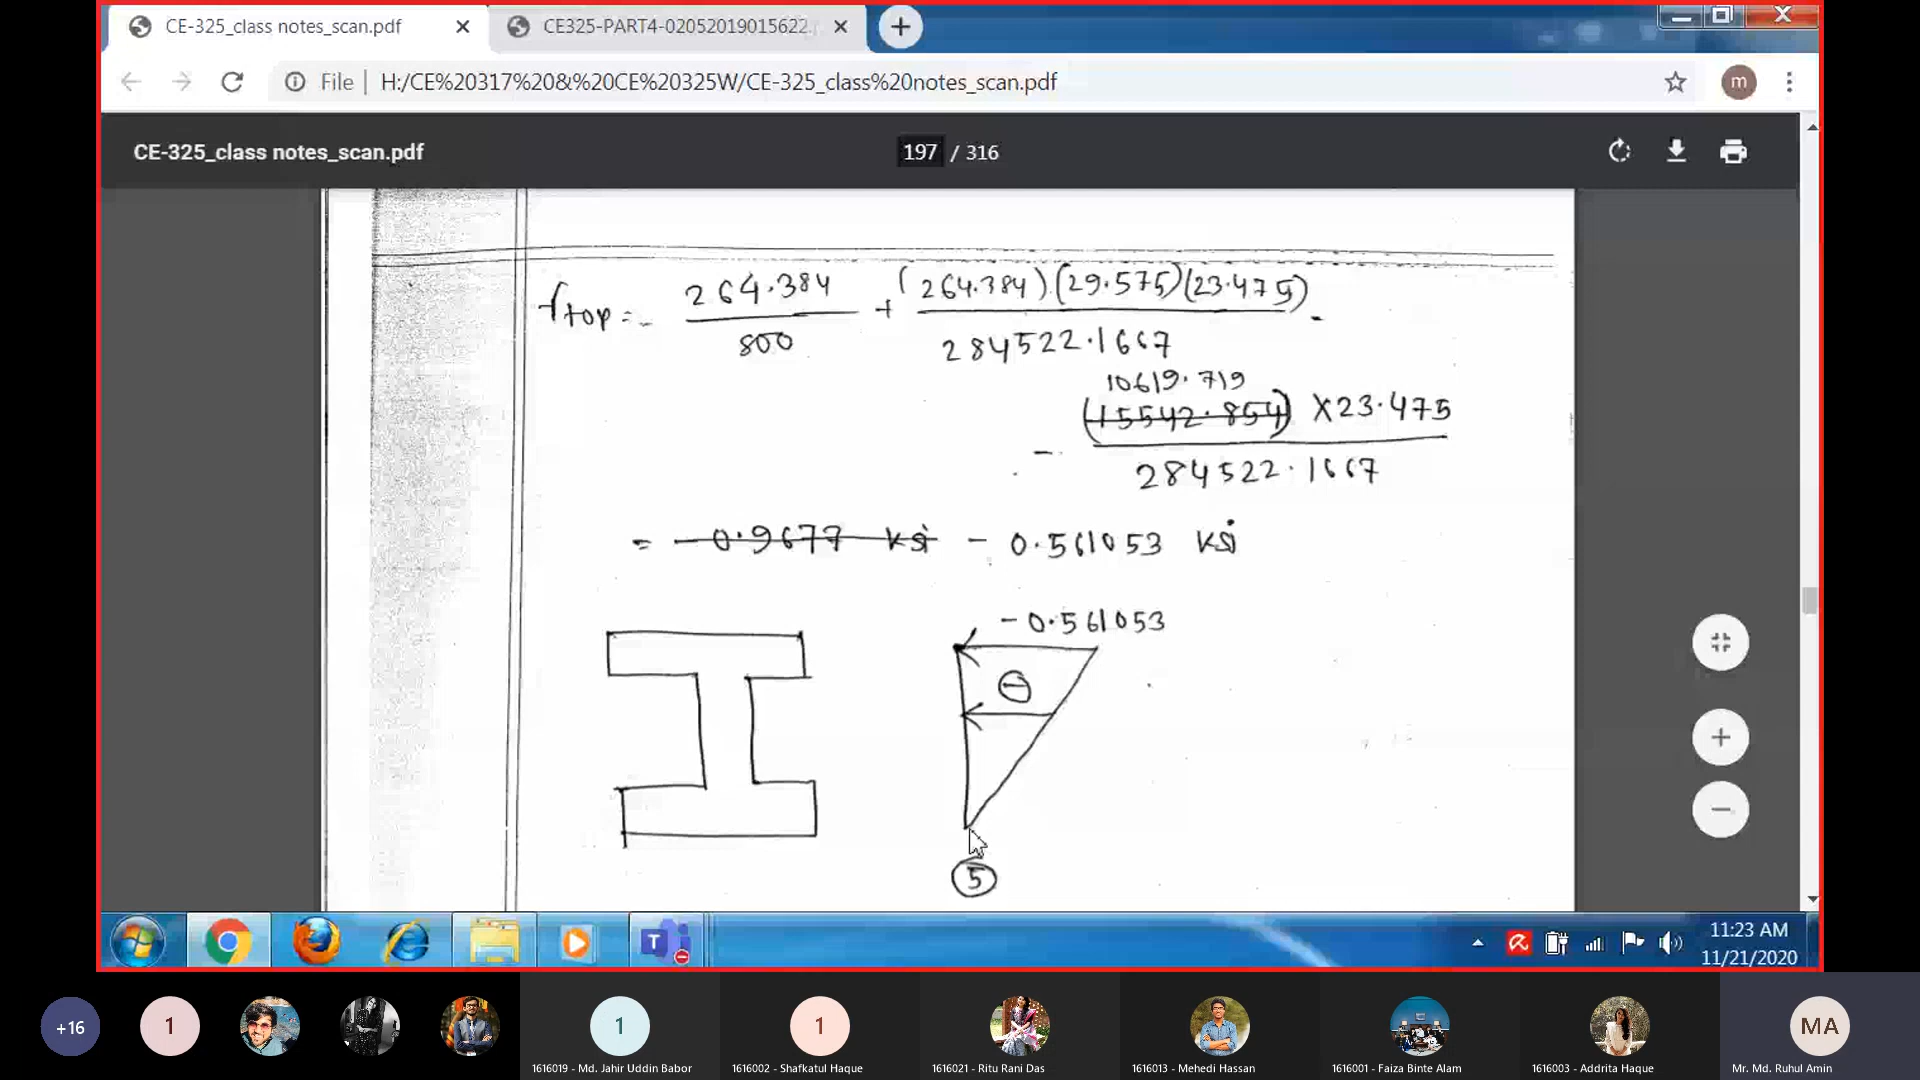 CE-325_class notes_scan.pdf
CE325-PART4-02052019015622.
File | H:/CE%20317%20&%20CE%20325W/CE-325_class%20notes_scan.pdf
m
CE-325_class notes_scan.pdf
197 / 316
f top = - 264.384 / 800 + (264.384)(29.575)(23.475) / 284522.1667 -
10619.719
- (15542.854) × 23.475 / 284522.1667
= - 0.9677 ksi - 0.561053 ksi
- 0.561053
⊖
5
11:23 AM
11/21/2020
+16
1
1
1
MA
1616019 - Md. Jahir Uddin Babor
1616002 - Shafkatul Haque
1616021 - Ritu Rani Das
1616013 - Mehedi Hassan
1616001 - Faiza Binte Alam
1616003 - Addrita Haque
Mr. Md. Ruhul Amin